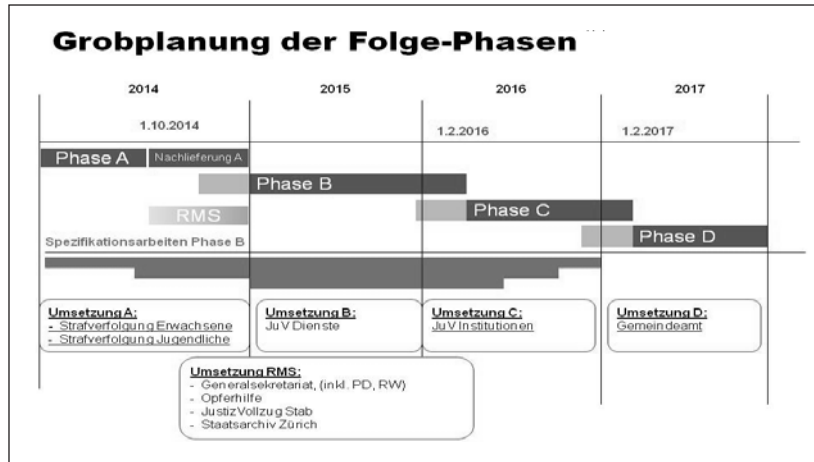 Grobplanung der Folge-Phasen
2014 2015 2016 2017
1.10.2014 1.2.2016 1.2.2017
Phase A Nachlieferung A
Phase B
RMS Phase C
Phase D
Spezifikationsarbeiten Phase B
Umsetzung A:
- Strafverfolgung Erwachsene
- Strafverfolgung Jugendliche
Umsetzung B:
JuV Dienste
Umsetzung C:
JuV Institutionen
Umsetzung D:
Gemeindeamt
Umsetzung RMS:
- Generalsekretariat, (inkl. PD, RW)
- Opferhilfe
- JustizVollzug Stab
- Staatsarchiv Zürich